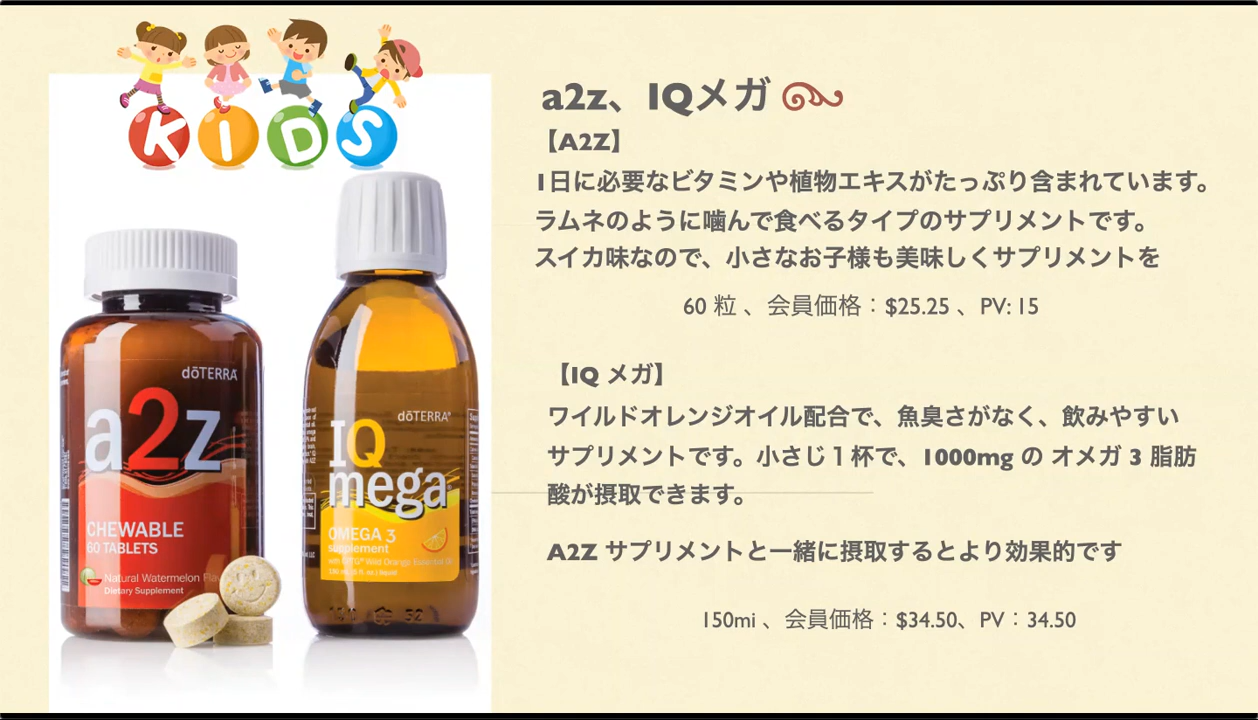 KIDS
a2z、IQメガ
【A2Z】
1日に必要なビタミンや植物エキスがたっぷり含まれています。
ラムネのように噛んで食べるタイプのサプリメントです。
スイカ味なので、小さなお子様も美味しくサプリメントを
60 粒 、会員価格：$25.25 、PV: 15
【IQ メガ】
ワイルドオレンジオイル配合で、魚臭さがなく、飲みやすい
サプリメントです。小さじ１杯で、1000mg の オメガ 3 脂肪
酸が摂取できます。
A2Z サプリメントと一緒に摂取するとより効果的です
150mi 、会員価格：$34.50、PV：34.50
dōTERRA
a2z
CHEWABLE
60 TABLETS
Natural Watermelon
Dietary Supplement
dōTERRA®
IQ
mega
OMEGA 3
supplement
Wild Orange Essential Oil